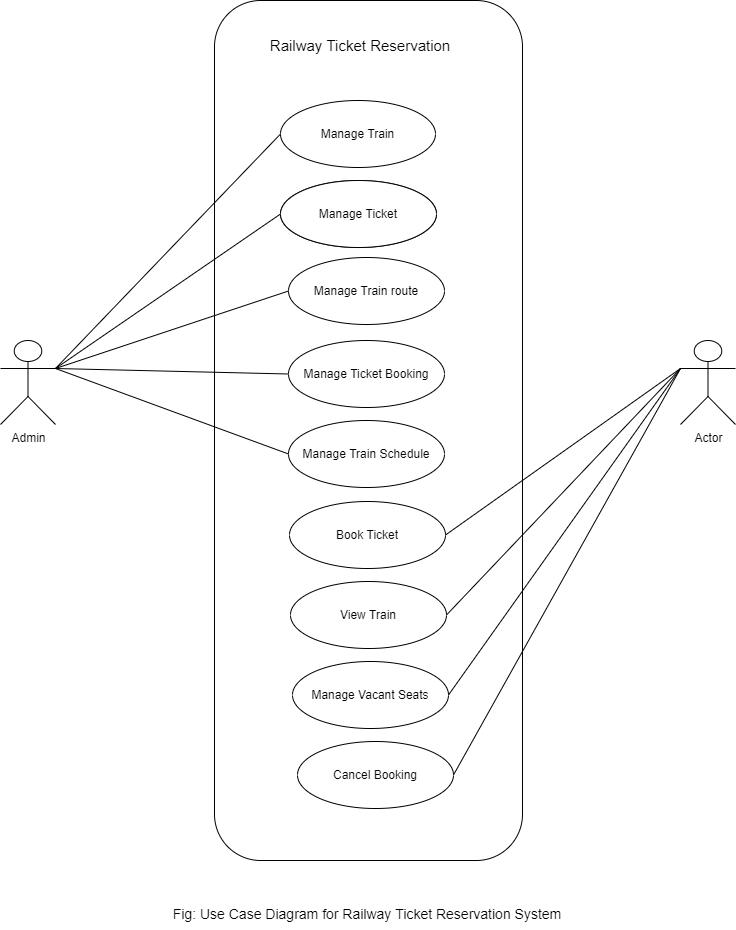 Railway Ticket Reservation
Manage Train
Manage Ticket
Manage Train route
Manage Ticket Booking
Admin
Actor
Manage Train Schedule
Book Ticket
View Train
Manage Vacant Seats
Cancel Booking
Fig: Use Case Diagram for Railway Ticket Reservation System